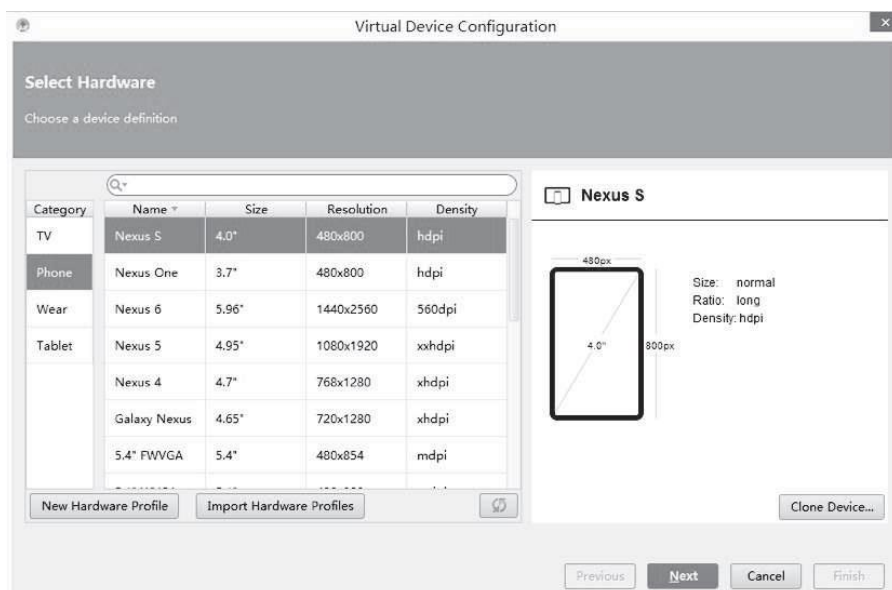 Virtual Device Configuration
Select Hardware
Choose a device definition
Category Name Size Resolution Density
TV
Phone
Wear
Tablet
Nexus S 4.0" 480x800 hdpi
Nexus One 3.7" 480x800 hdpi
Nexus 6 5.96" 1440x2560 560dpi
Nexus 5 4.95" 1080x1920 xxhdpi
Nexus 4 4.7" 768x1280 xhdpi
Galaxy Nexus 4.65" 720x1280 xhdpi
5.4" FWVGA 5.4" 480x854 mdpi
New Hardware Profile Import Hardware Profiles
Nexus S
480px
4.0"
800px
Size: normal
Ratio: long
Density: hdpi
Clone Device...
Previous Next Cancel Finish